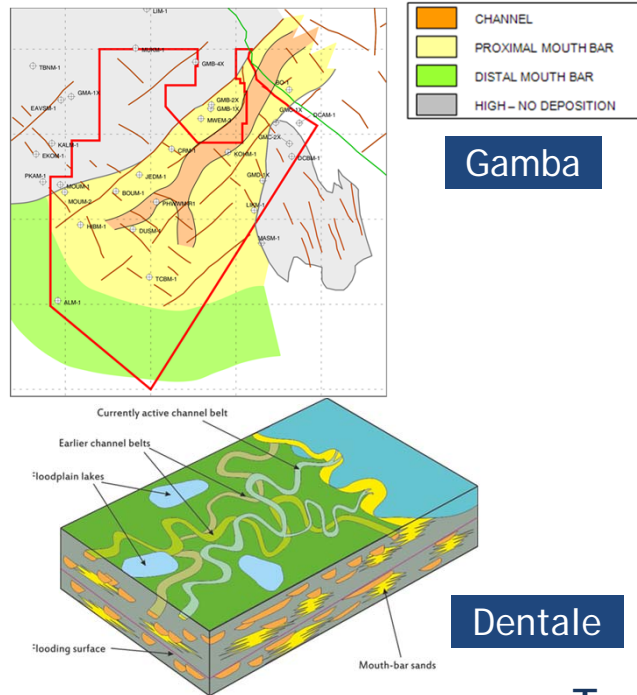 LIM-1
MUKM-1
GMB-4X
TBNM-1
GMA-1X
EAVSM-1
BO-1
GMB-2X
GMB-1X
MWEM-1
DCAM-1
KALM-1
EKOM-1
KOHM-1
DCBM-1
JEDM-1
PKAM-1
MOUM-1
MOUM-2
BOUM-1
GMD-1X
HIBM-1
DUSM-1
MASM-1
TCBM-1
ALM-1
CHANNEL
PROXIMAL MOUTH BAR
DISTAL MOUTH BAR
HIGH – NO DEPOSITION
Gamba
Currently active channel belt
Earlier channel belts
Floodplain lakes
Flooding surface
Mouth-bar sands
Dentale